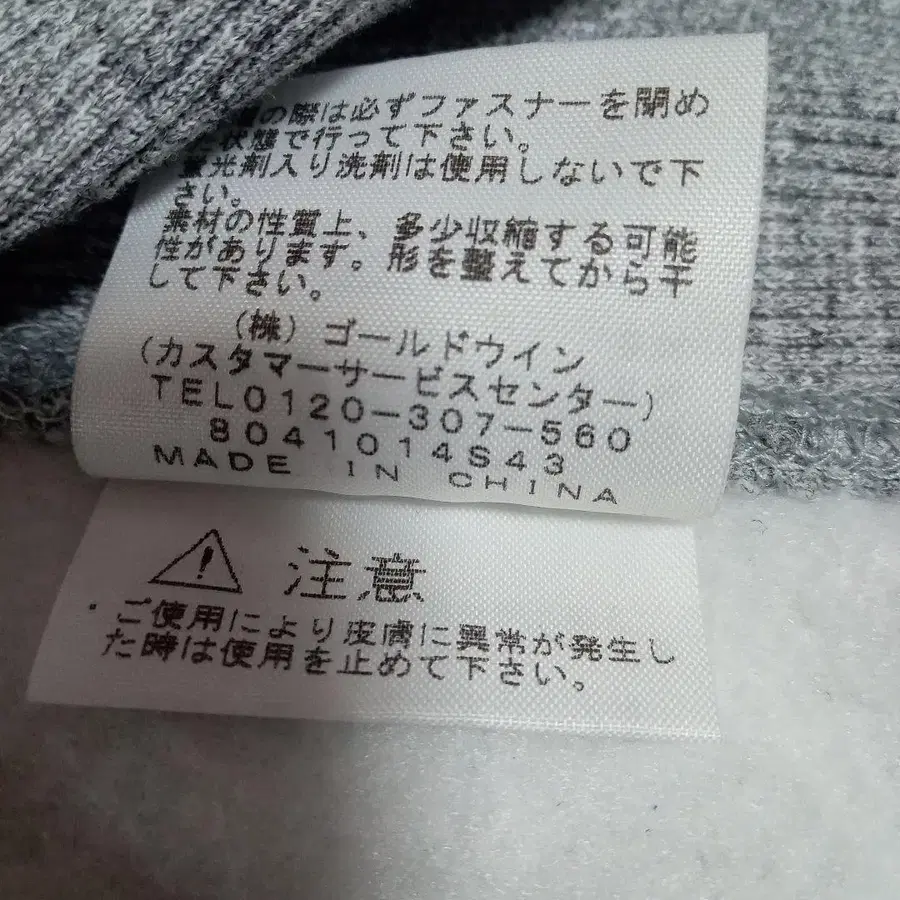 の際は必ずファスナーを閉め
状態で行って下さい。
光剤入り洗剤は使用しないで下
さい。
素材の性質上、多少収縮する可能
性があります。形を整えてから干
して下さい。
(株)ゴールドウイン
(カスタマーサービスセンター)
TEL0120-307-560
8041014S43
MADE IN CHINA
注意
・ご使用により皮膚に異常が発生し
た時は使用を止めて下さい。